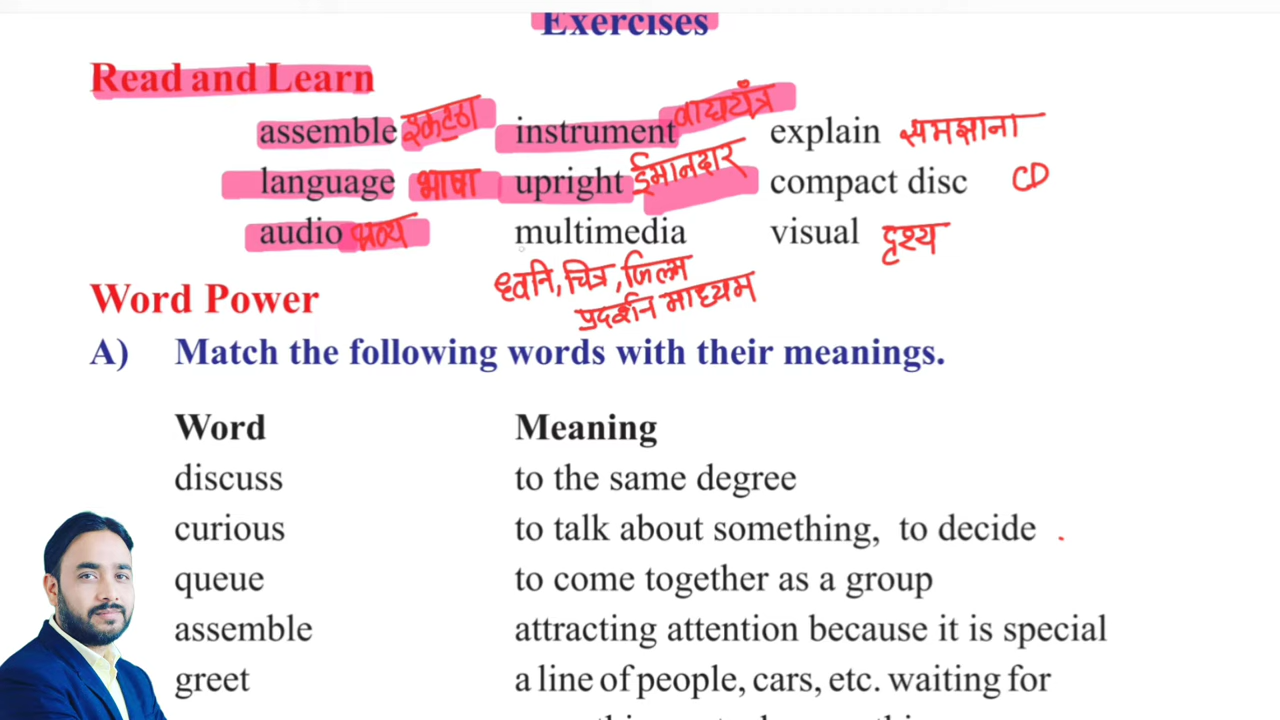 Exercises
Read and Learn
assemble इकट्ठा instrument वाद्ययंत्र explain समझाना
language भाषा upright ईमानदार compact disc CD
audio श्रव्य multimedia visual दृश्य
ध्वनि, चित्र, फिल्म
प्रदर्शन माध्यम
Word Power
A) Match the following words with their meanings.
Word Meaning
discuss to the same degree
curious to talk about something, to decide
queue to come together as a group
assemble attracting attention because it is special
greet a line of people, cars, etc. waiting for